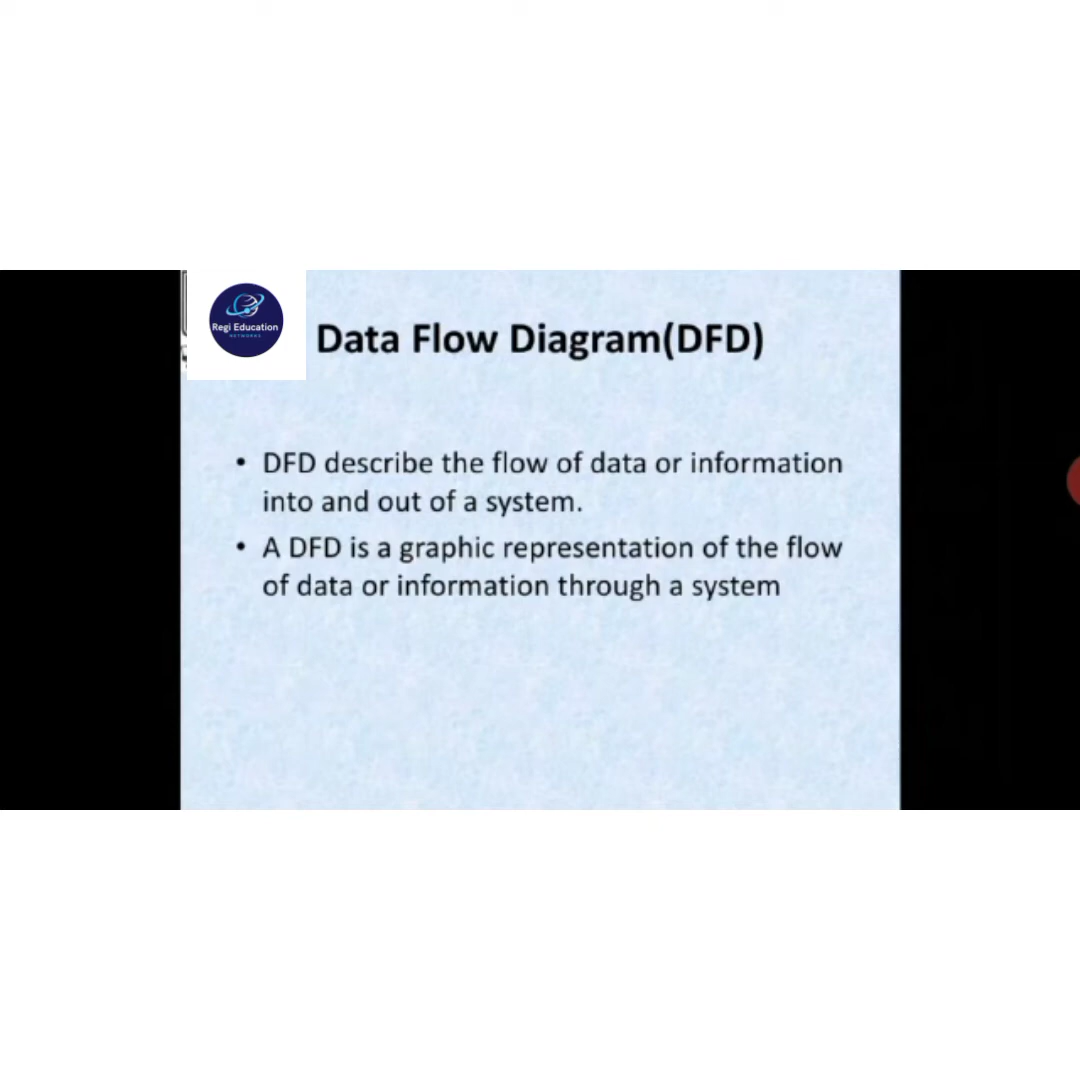 Regi Education
NETWORKS
Data Flow Diagram(DFD)
• DFD describe the flow of data or information
into and out of a system.
• A DFD is a graphic representation of the flow
of data or information through a system